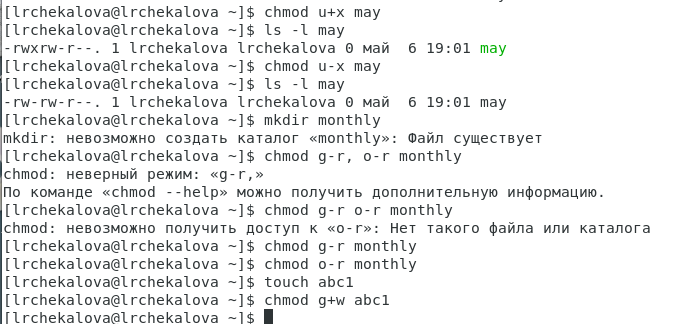 [lrchekalova@lrchekalova ~]$ chmod u+x may
[lrchekalova@lrchekalova ~]$ ls -l may
-rwxrw-r--. 1 lrchekalova lrchekalova 0 май  6 19:01 may
[lrchekalova@lrchekalova ~]$ chmod u-x may
[lrchekalova@lrchekalova ~]$ ls -l may
-rw-rw-r--. 1 lrchekalova lrchekalova 0 май  6 19:01 may
[lrchekalova@lrchekalova ~]$ mkdir monthly
mkdir: невозможно создать каталог «monthly»: Файл существует
[lrchekalova@lrchekalova ~]$ chmod g-r, o-r monthly
chmod: неверный режим: «g-r,»
По команде «chmod --help» можно получить дополнительную информацию.
[lrchekalova@lrchekalova ~]$ chmod g-r o-r monthly
chmod: невозможно получить доступ к «o-r»: Нет такого файла или каталога
[lrchekalova@lrchekalova ~]$ chmod g-r monthly
[lrchekalova@lrchekalova ~]$ chmod o-r monthly
[lrchekalova@lrchekalova ~]$ touch abc1
[lrchekalova@lrchekalova ~]$ chmod g+w abc1
[lrchekalova@lrchekalova ~]$